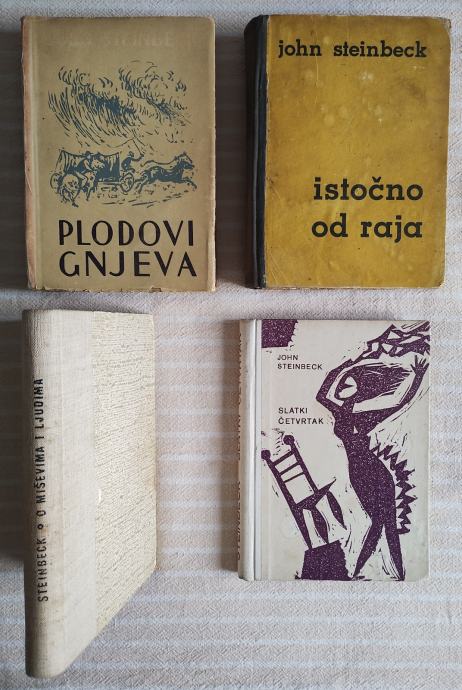 PLODOVI
GNJEVA
john steinbeck
istočno
od raja
STEINBECK o O MIŠEVIMA I LJUDIMA
JOHN
STEINBECK
SLATKI
ČETVRTAK